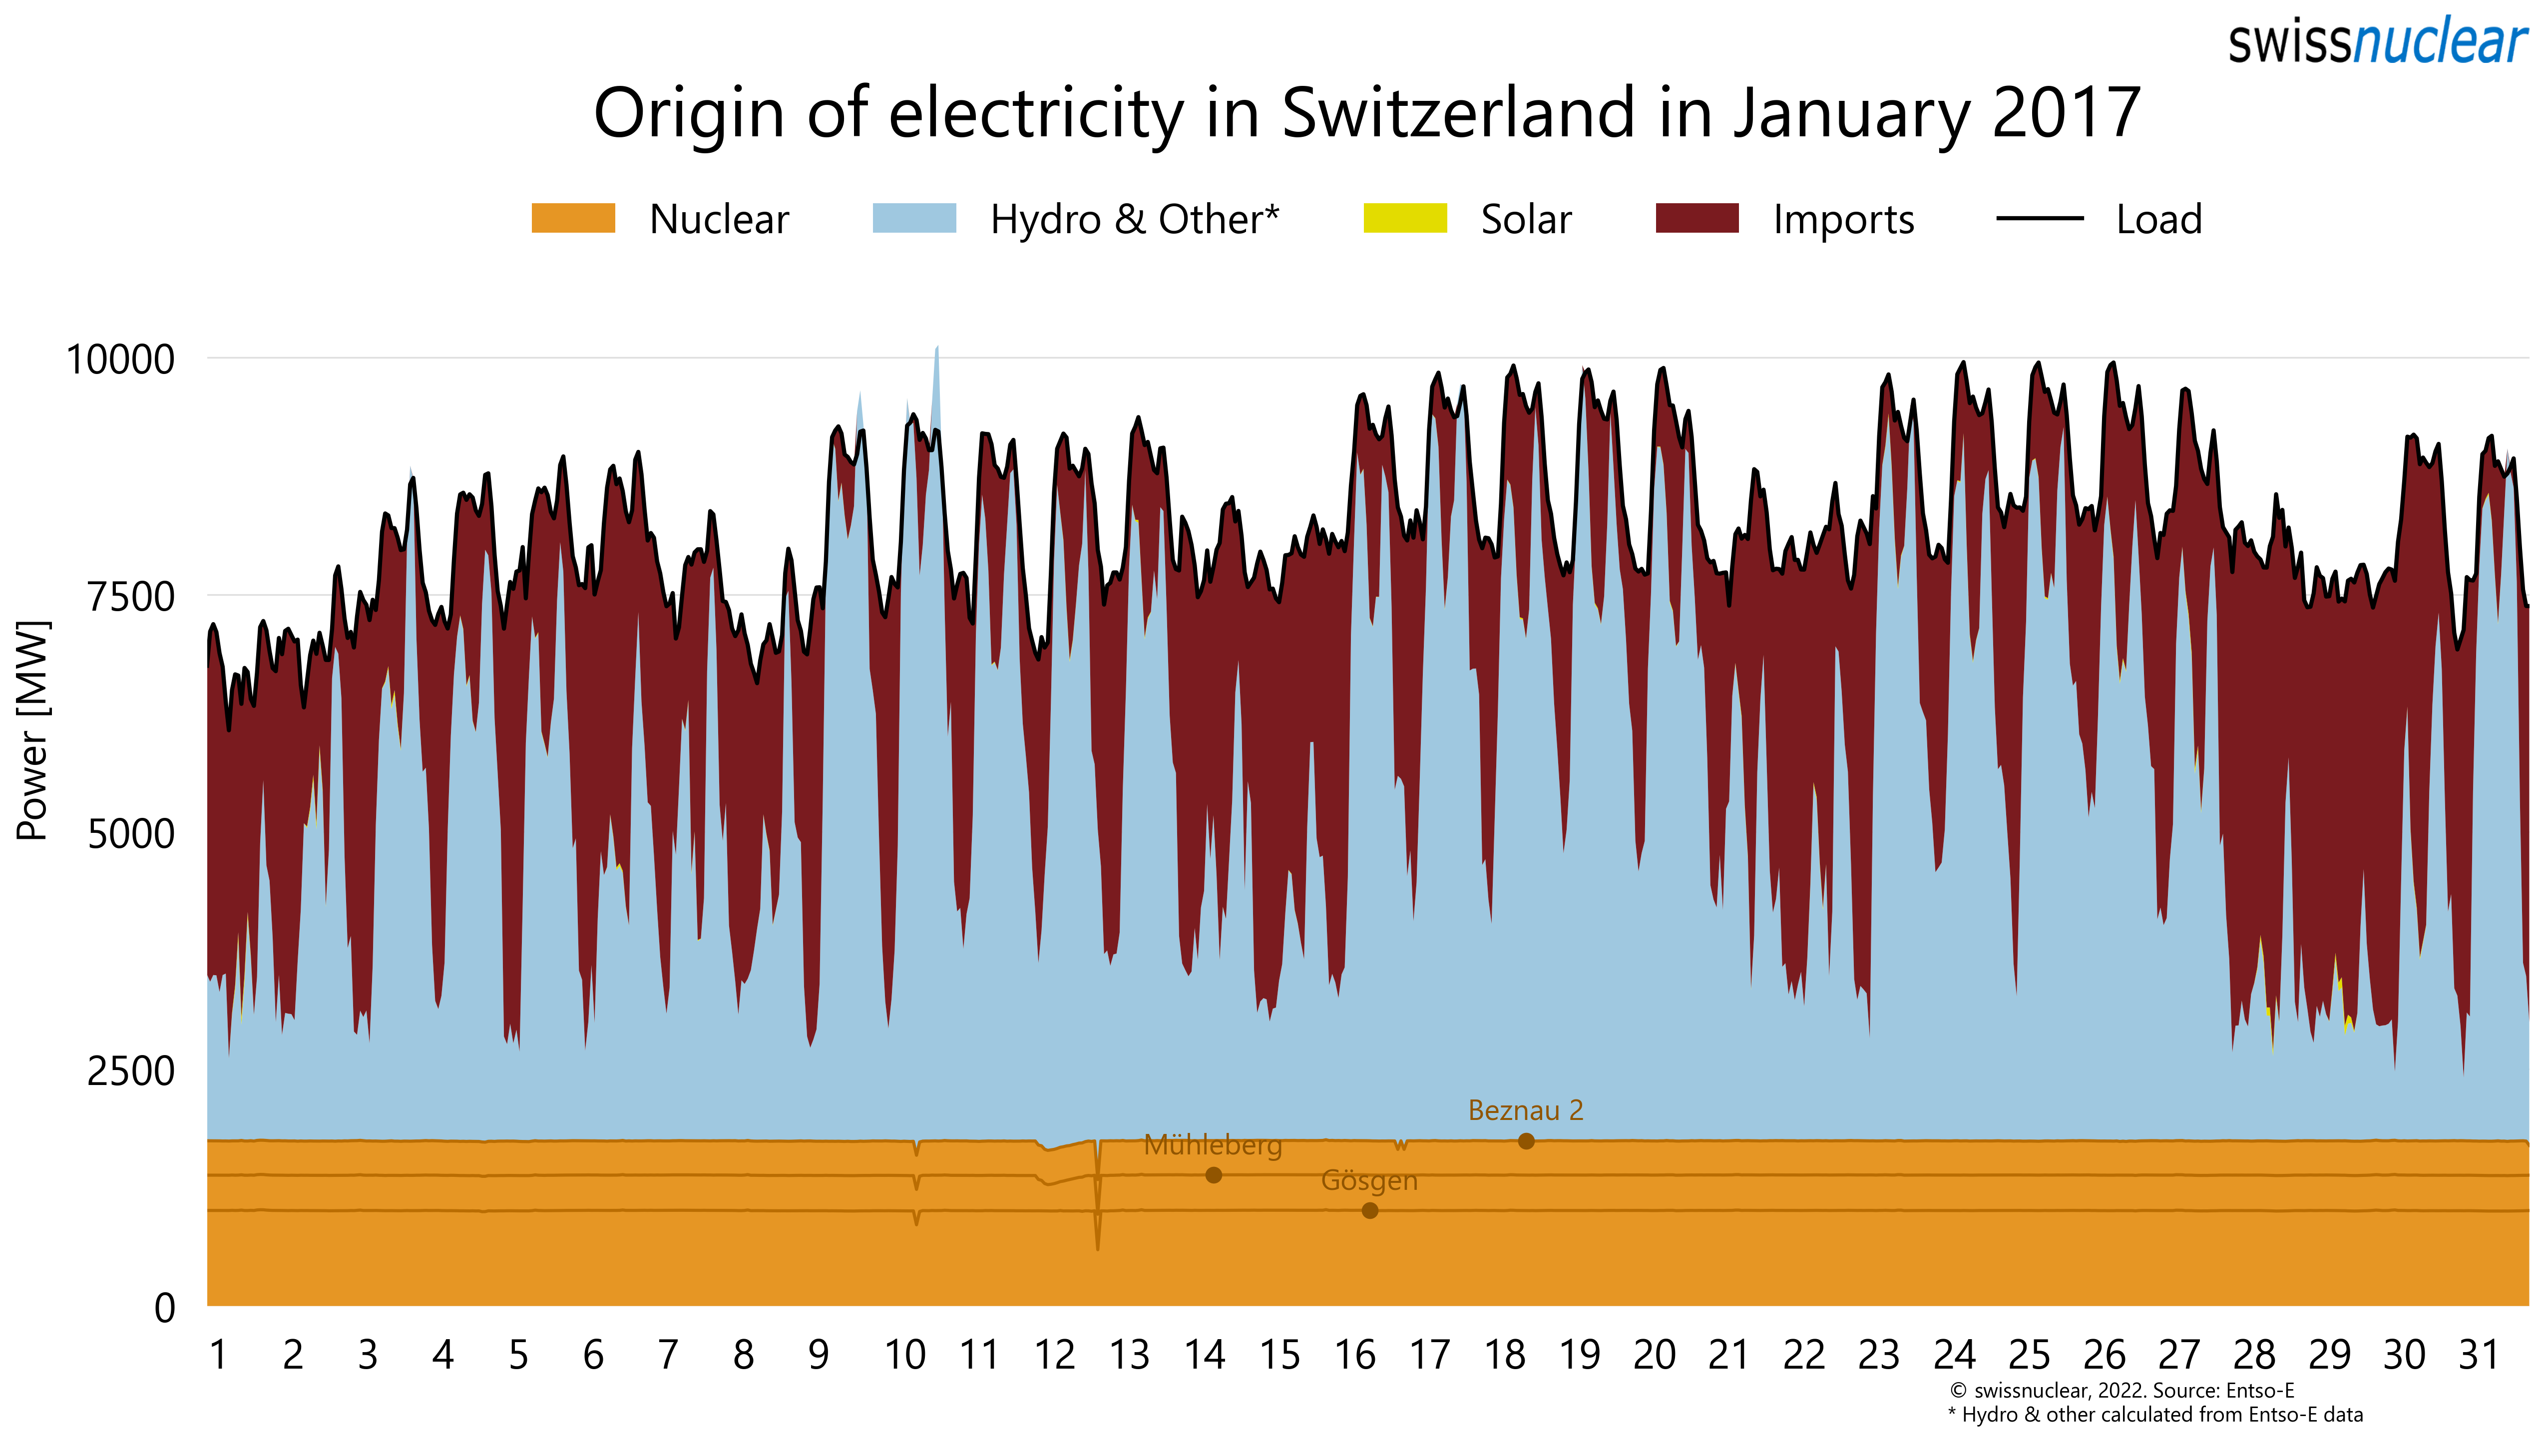 swissnuclear
Origin of electricity in Switzerland in January 2017
Nuclear Hydro & Other* Solar Imports Load
Power [MW]
10000
7500
5000
2500
0
Beznau 2
Mühleberg
Gösgen
1 2 3 4 5 6 7 8 9 10 11 12 13 14 15 16 17 18 19 20 21 22 23 24 25 26 27 28 29 30 31
© swissnuclear, 2022. Source: Entso-E
* Hydro & other calculated from Entso-E data